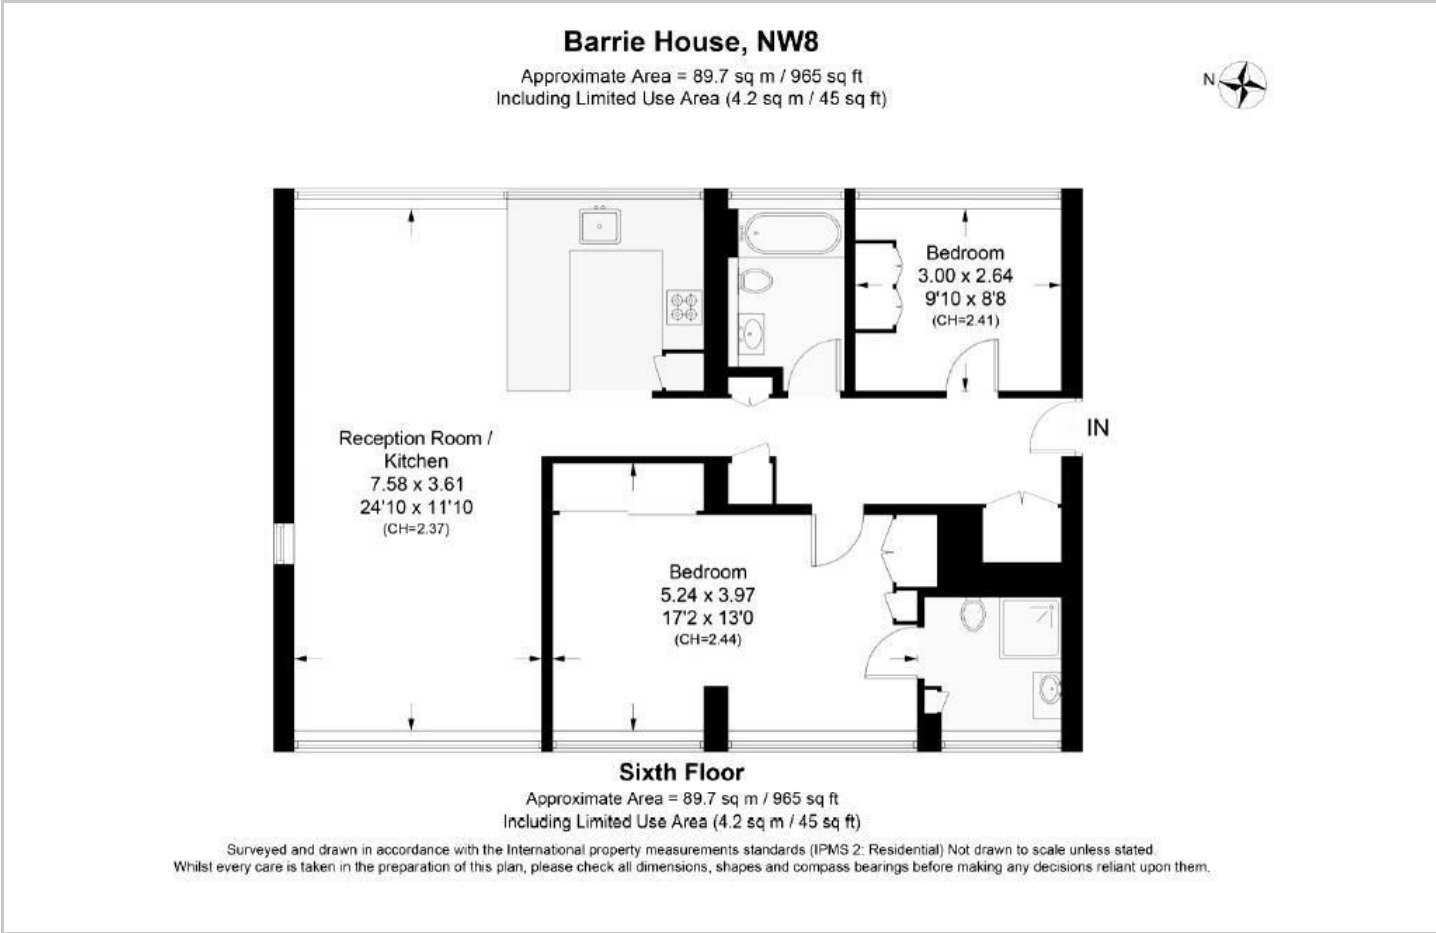 Barrie House, NW8
Approximate Area = 89.7 sq m / 965 sq ft
Including Limited Use Area (4.2 sq m / 45 sq ft)
N
Bedroom
3.00 x 2.64
9'10 x 8'8
(CH=2.41)
IN
Reception Room /
Kitchen
7.58 x 3.61
24'10 x 11'10
(CH=2.37)
Bedroom
5.24 x 3.97
17'2 x 13'0
(CH=2.44)
Sixth Floor
Approximate Area = 89.7 sq m / 965 sq ft
Including Limited Use Area (4.2 sq m / 45 sq ft)
Surveyed and drawn in accordance with the International property measurements standards (IPMS 2: Residential) Not drawn to scale unless stated.
Whilst every care is taken in the preparation of this plan, please check all dimensions, shapes and compass bearings before making any decisions reliant upon them.